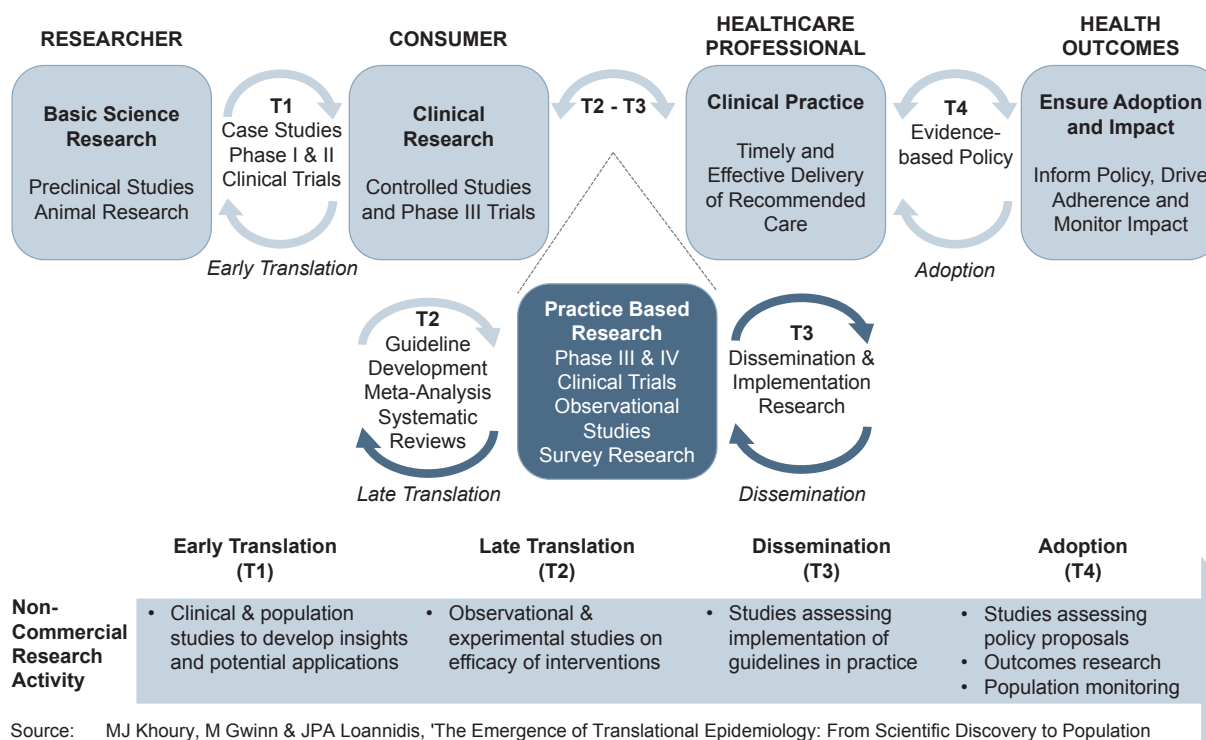 RESEARCHER
CONSUMER
HEALTHCARE
PROFESSIONAL
HEALTH
OUTCOMES
Basic Science
Research
Preclinical Studies
Animal Research
T1
Case Studies
Phase I & II
Clinical Trials
Early Translation
Clinical
Research
Controlled Studies
and Phase III Trials
T2 - T3
Clinical Practice
Timely and
Effective Delivery
of Recommended
Care
T4
Evidence-
based Policy
Adoption
Ensure Adoption
and Impact
Inform Policy, Drive
Adherence and
Monitor Impact
T2
Guideline
Development
Meta-Analysis
Systematic
Reviews
Late Translation
Practice Based
Research
Phase III & IV
Clinical Trials
Observational
Studies
Survey Research
T3
Dissemination &
Implementation
Research
Dissemination
Early Translation
(T1)
Late Translation
(T2)
Dissemination
(T3)
Adoption
(T4)
Non-
Commercial
Research
Activity
• Clinical & population
studies to develop insights
and potential applications
• Observational &
experimental studies on
efficacy of interventions
• Studies assessing
implementation of
guidelines in practice
• Studies assessing
policy proposals
• Outcomes research
• Population monitoring
Source: MJ Khoury, M Gwinn & JPA Loannidis, 'The Emergence of Translational Epidemiology: From Scientific Discovery to Population